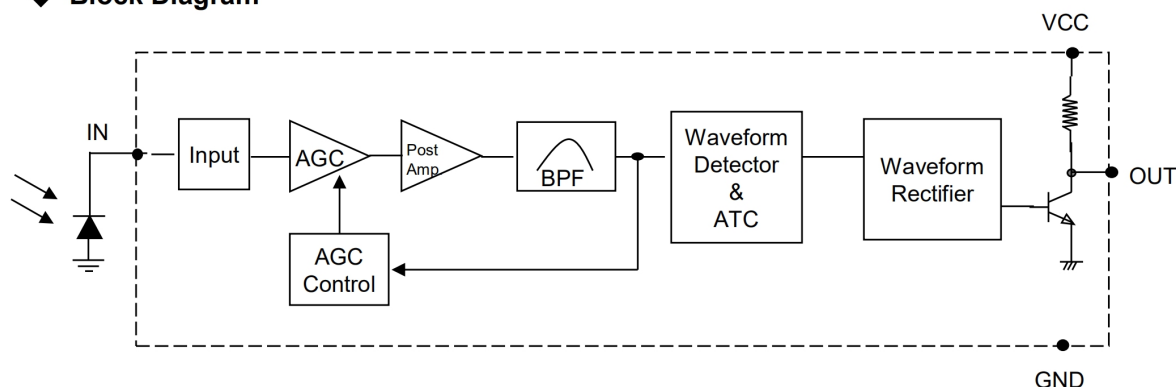 Block Diagram
VCC
IN
Input
AGC
Post
Amp
BPF
Waveform
Detector
&
ATC
Waveform
Rectifier
OUT
AGC
Control
GND